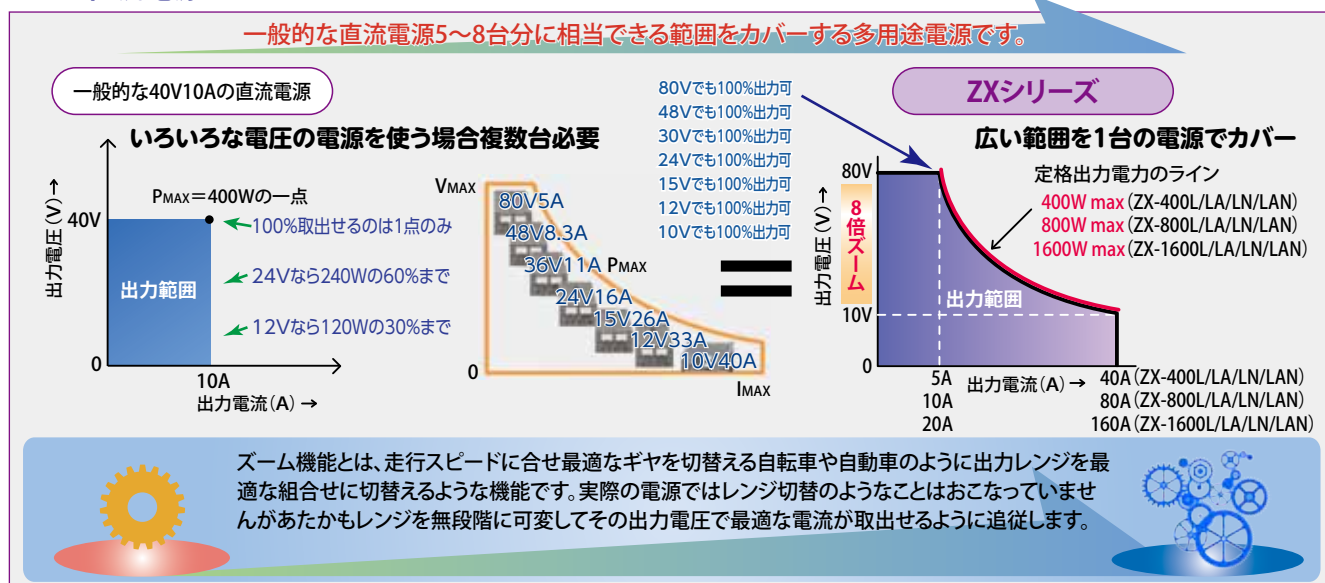 一般的な直流電源5～8台分に相当できる範囲をカバーする多用途電源です。
一般的な40V10Aの直流電源
いろいろな電圧の電源を使う場合複数台必要
出力電圧(V)→
40V
0
PMAX＝400Wの一点
100%取出せるのは1点のみ
24Vなら240Wの60%まで
12Vなら120Wの30%まで
出力範囲
10A
出力電流(A)→
VMAX
80V5A
48V8.3A
36V11A
PMAX
24V16A
15V26A
12V33A
10V40A
0
IMAX
80Vでも100%出力可
48Vでも100%出力可
30Vでも100%出力可
24Vでも100%出力可
15Vでも100%出力可
12Vでも100%出力可
10Vでも100%出力可
ZXシリーズ
広い範囲を1台の電源でカバー
80V
出力電圧(V)→
8倍ズーム
10V
0
定格出力電力のライン
400W max(ZX-400L/LA/LN/LAN)
800W max(ZX-800L/LA/LN/LAN)
1600W max(ZX-1600L/LA/LN/LAN)
出力範囲
5A 出力電流(A)→ 40A(ZX-400L/LA/LN/LAN)
10A 80A(ZX-800L/LA/LN/LAN)
20A 160A(ZX-1600L/LA/LN/LAN)
ズーム機能とは、走行スピードに合せ最適なギヤを切替える自転車や自動車のように出力レンジを最
適な組合せに切替えるような機能です。実際の電源ではレンジ切替のようなことはおこなっていませ
んがあたかもレンジを無段階に可変してその出力電圧で最適な電流が取出せるように追従します。